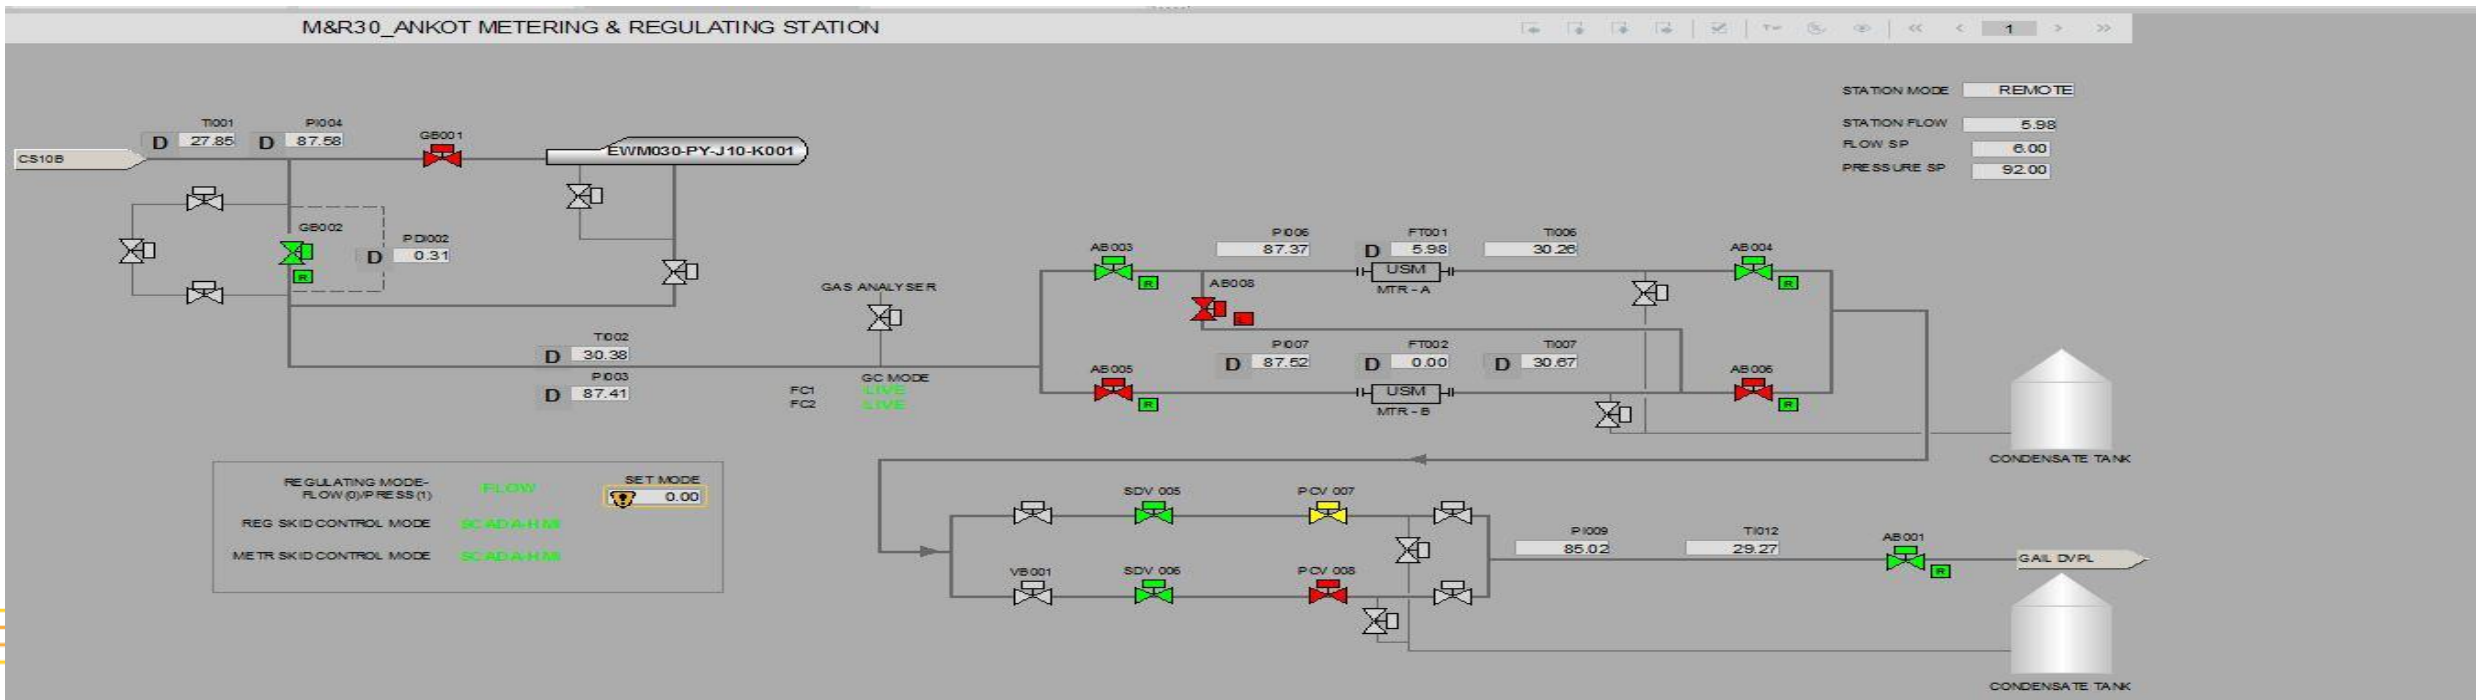 M&R30_ANKOT METERING & REGULATING STATION
1
STATION MODE REMOTE
STATION FLOW 5.98
FLOW SP 6.00
PRESSURE SP 92.00
TI001 PI004
D 27.85 D 87.58
GB001
CS10B
EWM030-PY-J10-K001
GB002
PDI002
D 0.31
R
PI006 FT001 TI006
87.37 D 5.98 30.26
AB003 AB004
USM
MTR - A
R R
AB008
L
GAS ANALYSER
TI002
D 30.38
PI003
D 87.41
GC MODE
FC1 LIVE
FC2 LIVE
PI007 FT002 TI007
D 87.52 D 0.00 D 30.67
AB005 AB006
USM
MTR - B
R R
CONDENSATE TANK
REGULATING MODE-
FLOW(0)/PRESS(1) FLOW
SET MODE
0.00
REG SKID CONTROL MODE SCADA-HMI
METR SKID CONTROL MODE SCADA-HMI
SDV 005 PCV 007
VB001 SDV 006 PCV 008
PI009 TI012
85.02 29.27
AB001
R
GAIL DVPL
CONDENSATE TANK